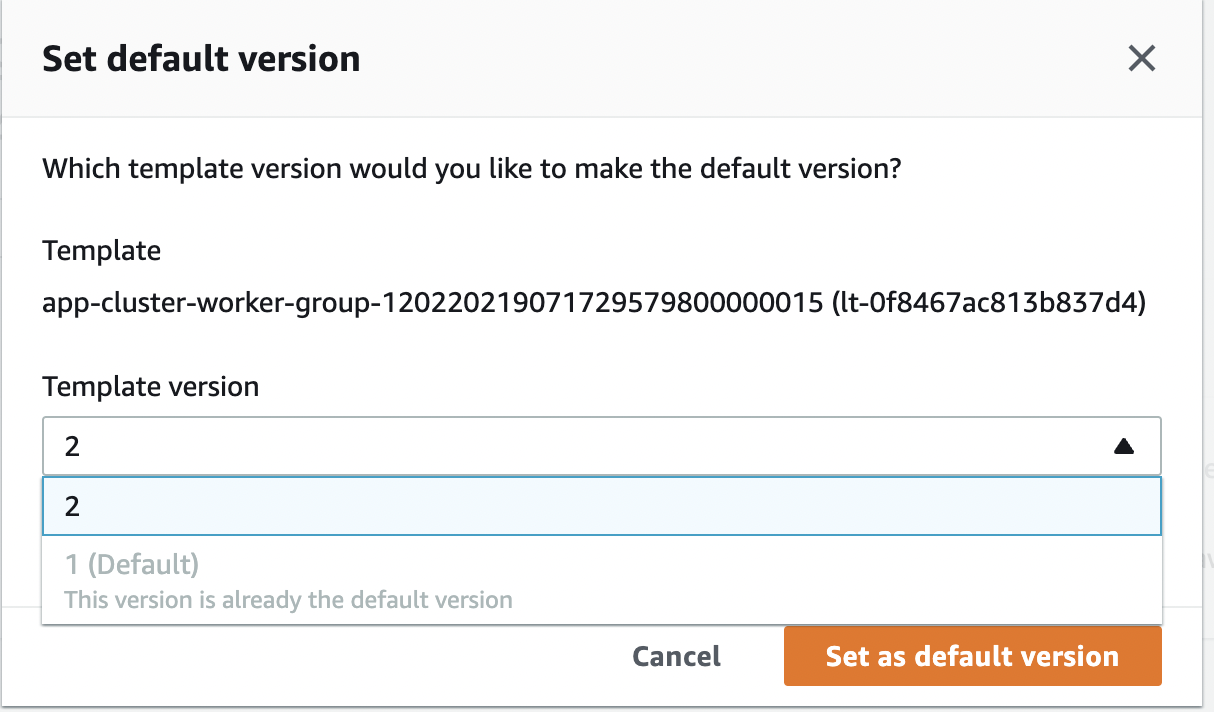 Set default version
Which template version would you like to make the default version?
Template
app-cluster-worker-group-12022021907172957980000­0015 (lt-0f8467ac813b837d4)
Template version
2
2
1 (Default)
This version is already the default version
Cancel
Set as default version